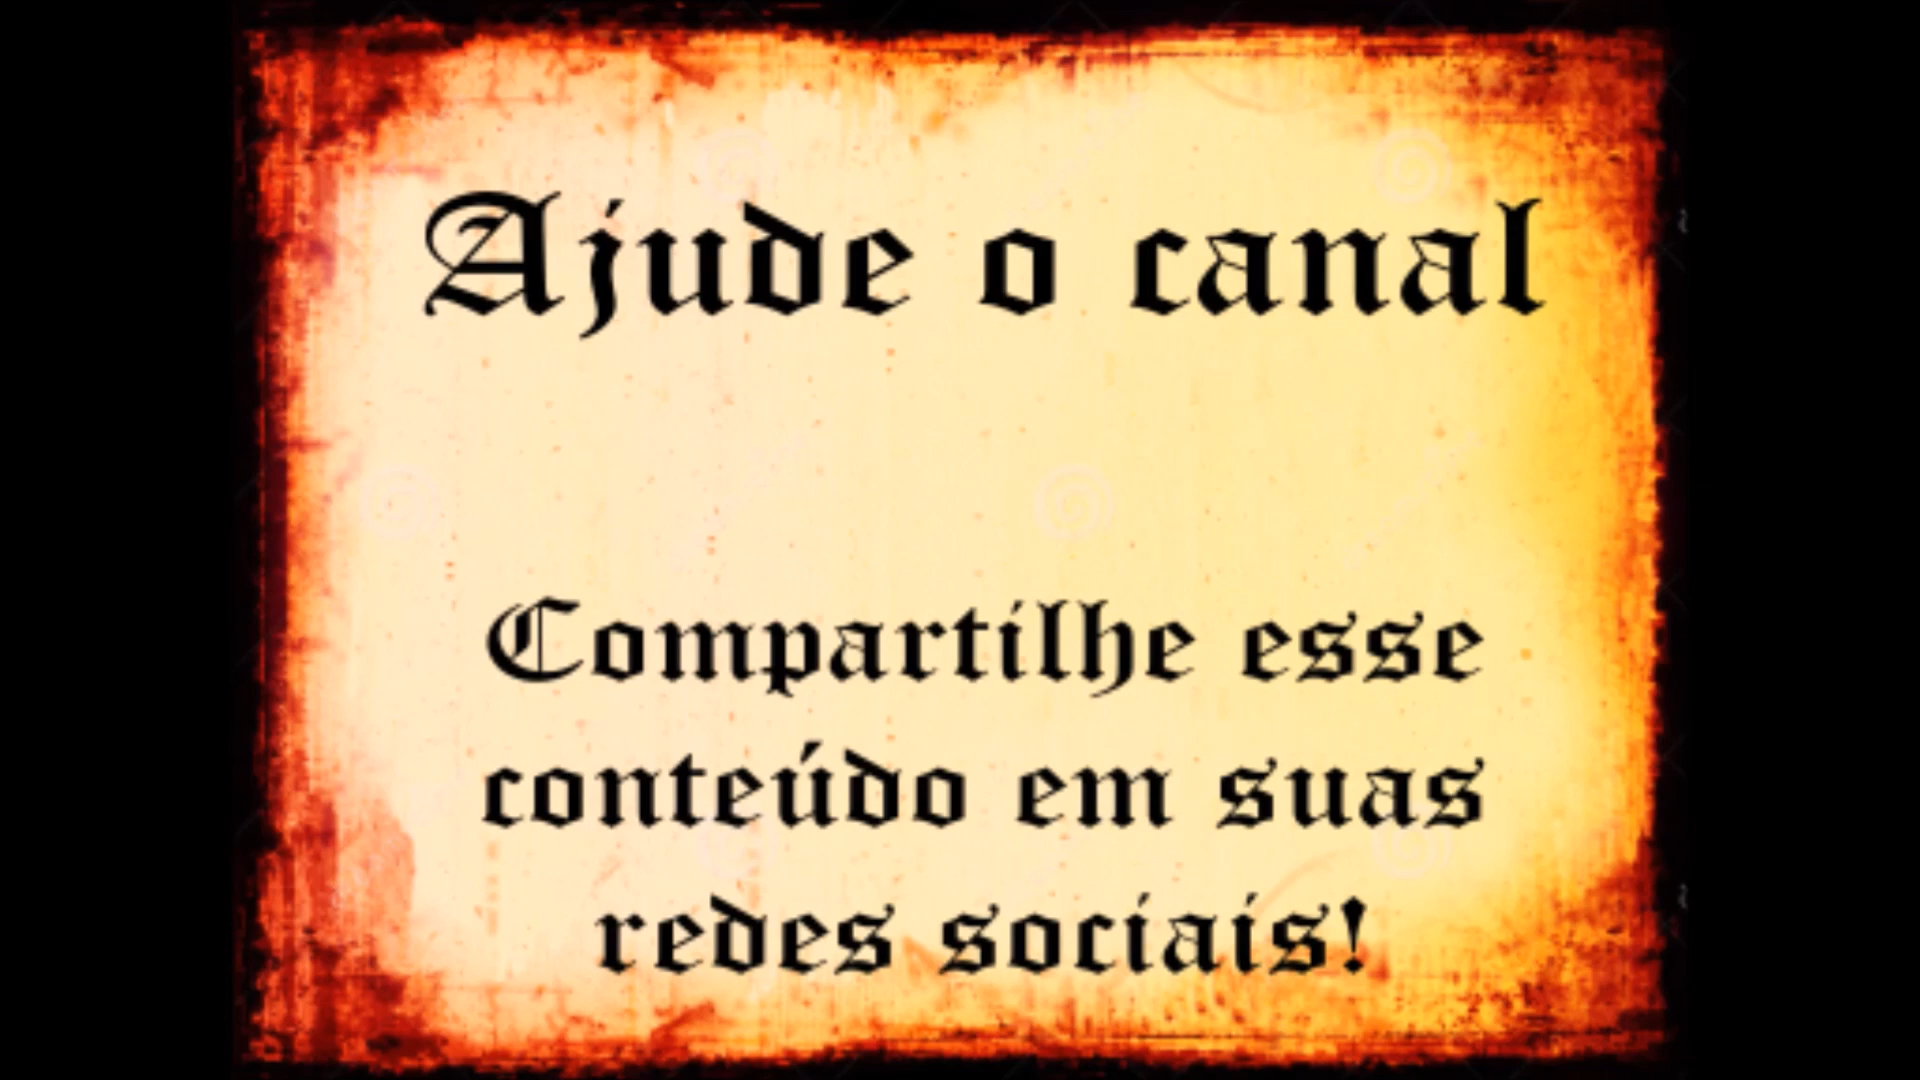 Ajude o canal
Compartilhe esse
conteúdo em suas
redes sociais!